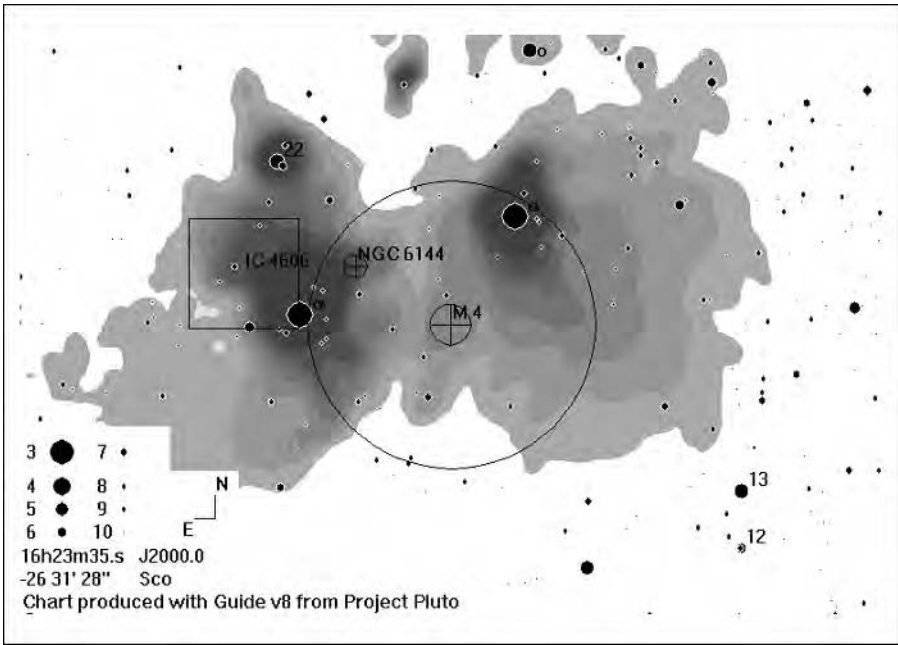 o
22
NGC 6144
IC 4606
α
M 4
3 7
4 8
5 9
6 10
N
E
13
12
16h23m35.s J2000.0
-26 31' 28" Sco
Chart produced with Guide v8 from Project Pluto